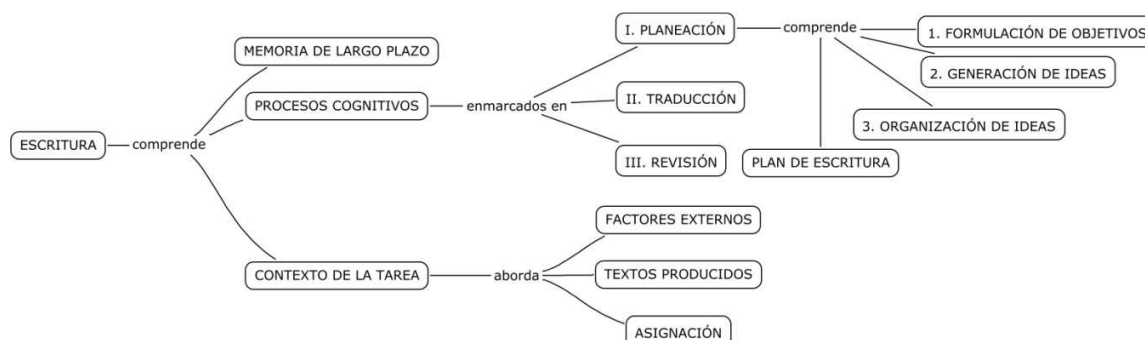 ESCRITURA
comprende
MEMORIA DE LARGO PLAZO
PROCESOS COGNITIVOS
enmarcados en
I. PLANEACIÓN
comprende
1. FORMULACIÓN DE OBJETIVOS
2. GENERACIÓN DE IDEAS
3. ORGANIZACIÓN DE IDEAS
PLAN DE ESCRITURA
II. TRADUCCIÓN
III. REVISIÓN
CONTEXTO DE LA TAREA
aborda
FACTORES EXTERNOS
TEXTOS PRODUCIDOS
ASIGNACIÓN